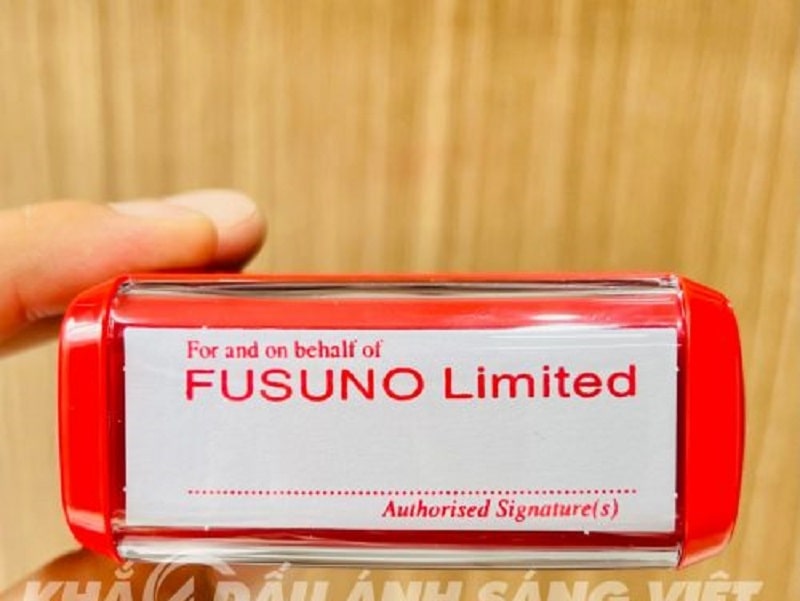 For and on behalf of
FUSUNO Limited
Authorised Signature(s)
KHẮC DẤU ÁNH SÁNG VIỆT